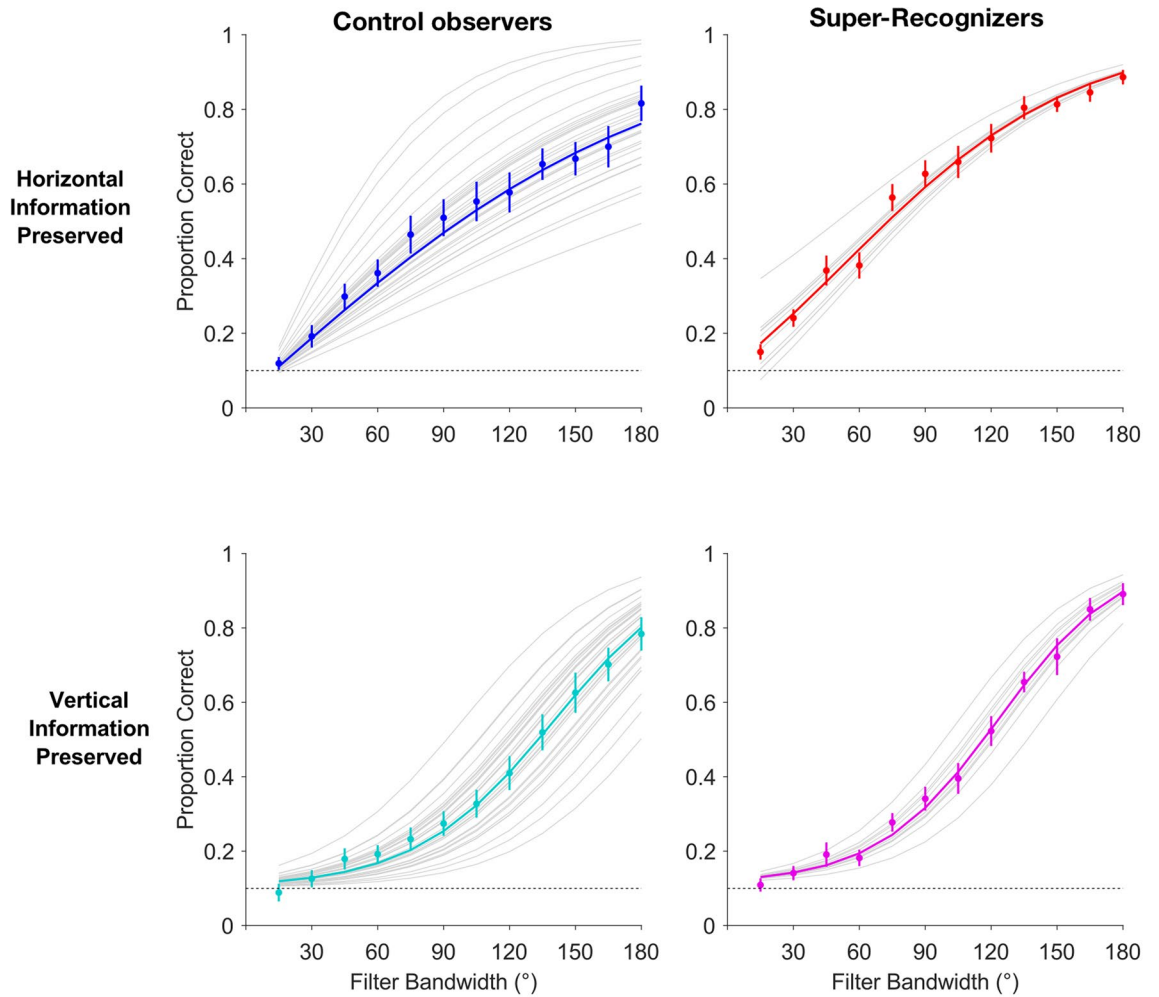 Control observers
Super-Recognizers
Horizontal
Information
Preserved
Proportion Correct
1
0.8
0.6
0.4
0.2
0
30 60 90 120 150 180
1
0.8
0.6
0.4
0.2
0
30 60 90 120 150 180
Vertical
Information
Preserved
Proportion Correct
1
0.8
0.6
0.4
0.2
0
30 60 90 120 150 180
Filter Bandwidth (°)
1
0.8
0.6
0.4
0.2
0
30 60 90 120 150 180
Filter Bandwidth (°)